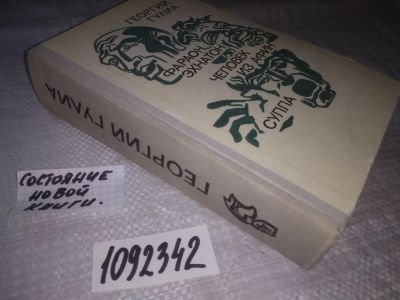 ГЕОРГИЙ
ГУЛИА
ФАРАОН
ЭХНАТОН
ЧЕЛОВЕК
ИЗ АФИН
СУЛЛА
ГЕОРГИЙ ГУЛИА
СОСТОЯНИЕ
НОВОЙ
КНИГИ.
1092342